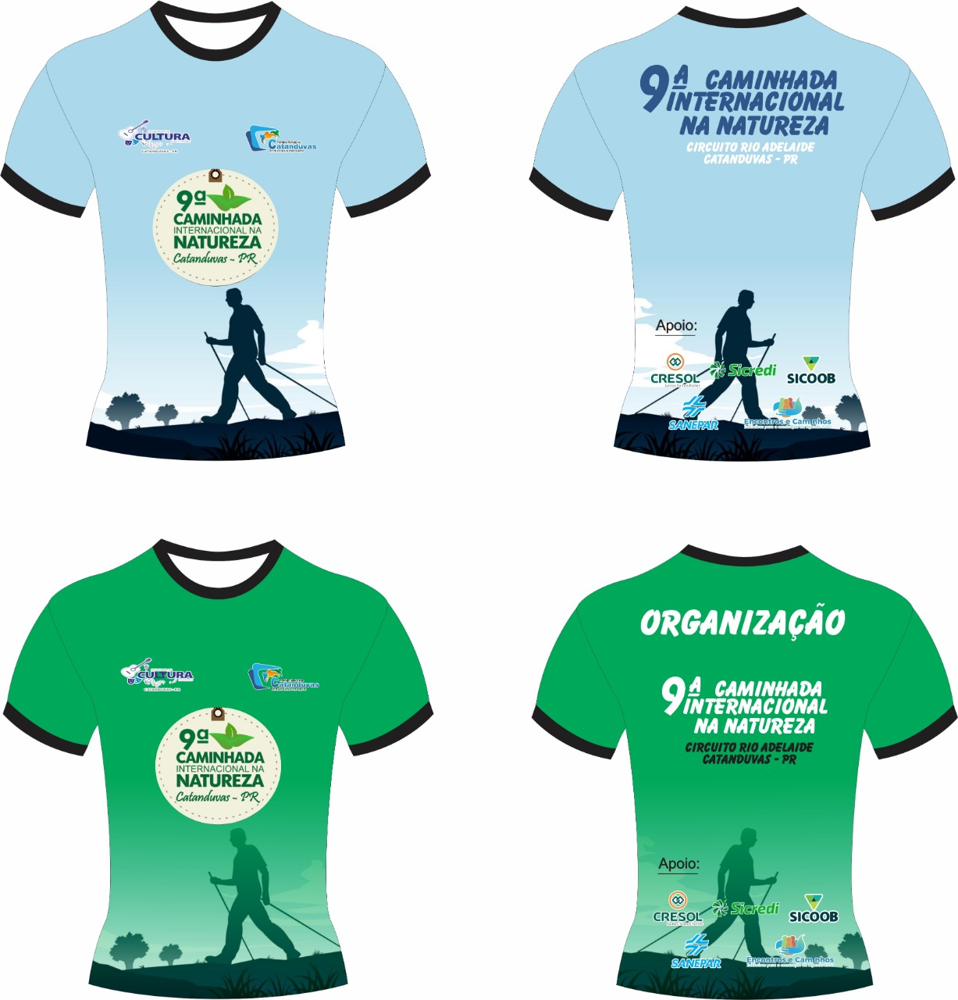 CULTURA
CATANDUVAS - PR
Catanduvas
9ª
CAMINHADA
INTERNACIONAL NA
NATUREZA
Catanduvas - PR
9ª CAMINHADA
INTERNACIONAL
NA NATUREZA
CIRCUITO RIO ADELAIDE
CATANDUVAS - PR
Apoio:
CRESOL
Sicredi
SICOOB
SANEPAR
Encontros e Caminhos
CULTURA
CATANDUVAS - PR
Catanduvas
9ª
CAMINHADA
INTERNACIONAL NA
NATUREZA
Catanduvas - PR
ORGANIZAÇÃO
9ª CAMINHADA
INTERNACIONAL
NA NATUREZA
CIRCUITO RIO ADELAIDE
CATANDUVAS - PR
Apoio:
CRESOL
Sicredi
SICOOB
SANEPAR
Encontros e Caminhos